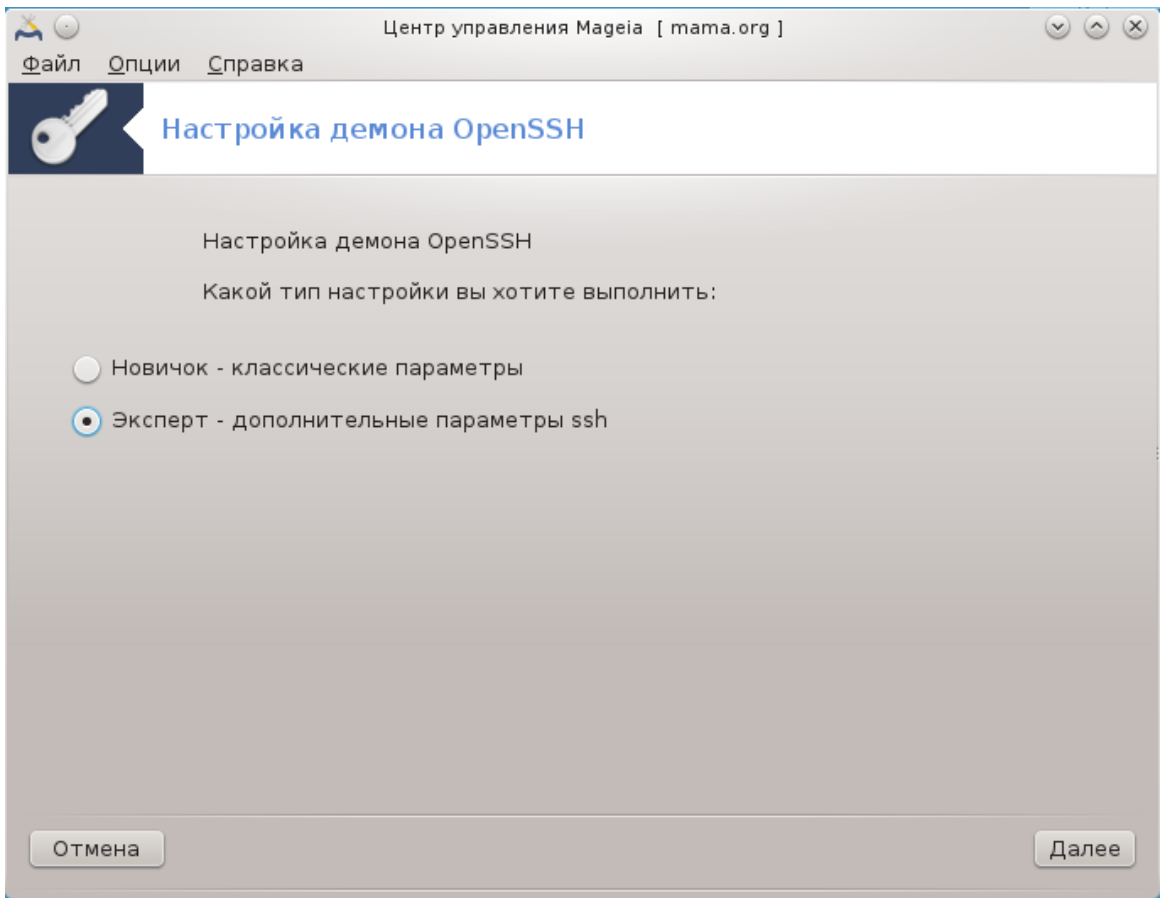 Центр управления Mageia [ mama.org ]
Файл Опции Справка
Настройка демона OpenSSH
Настройка демона OpenSSH
Какой тип настройки вы хотите выполнить:
Новичок - классические параметры
Эксперт - дополнительные параметры ssh
Отмена Далее